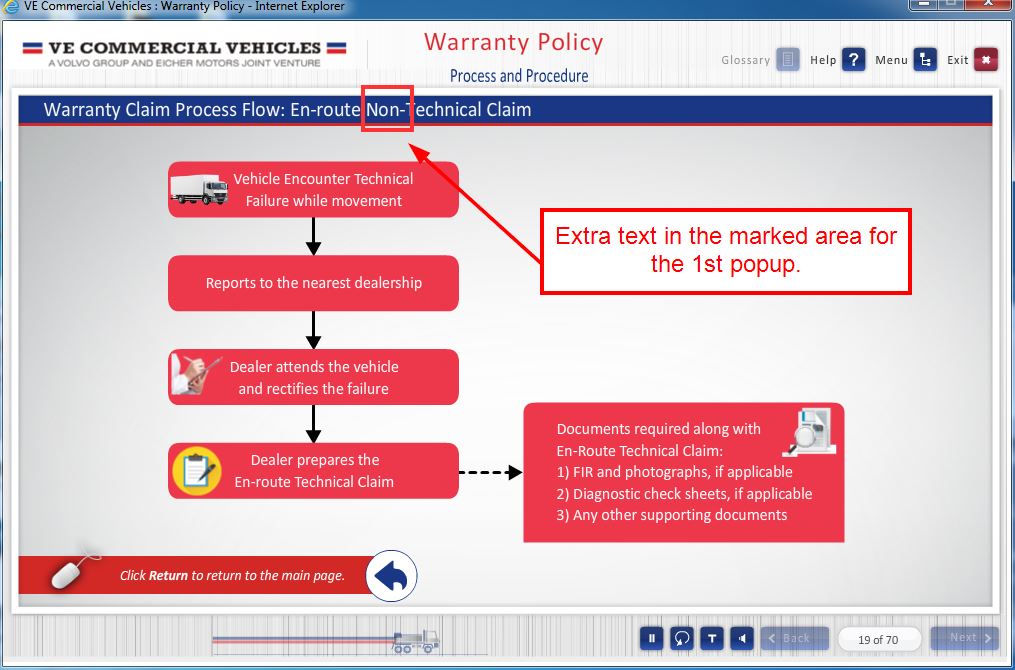 VE Commercial Vehicles : Warranty Policy - Internet Explorer
VE COMMERCIAL VEHICLES
A VOLVO GROUP AND EICHER MOTORS JOINT VENTURE
Warranty Policy
Process and Procedure
Glossary
Help ?
Menu
Exit
Warranty Claim Process Flow: En-route Non-Technical Claim
Vehicle Encounter Technical
Failure while movement
Extra text in the marked area for
the 1st popup.
Reports to the nearest dealership
Dealer attends the vehicle
and rectifies the failure
Dealer prepares the
En-route Technical Claim
Documents required along with
En-Route Technical Claim:
1) FIR and photographs, if applicable
2) Diagnostic check sheets, if applicable
3) Any other supporting documents
Click Return to return to the main page.
T
Back
19 of 70
Next